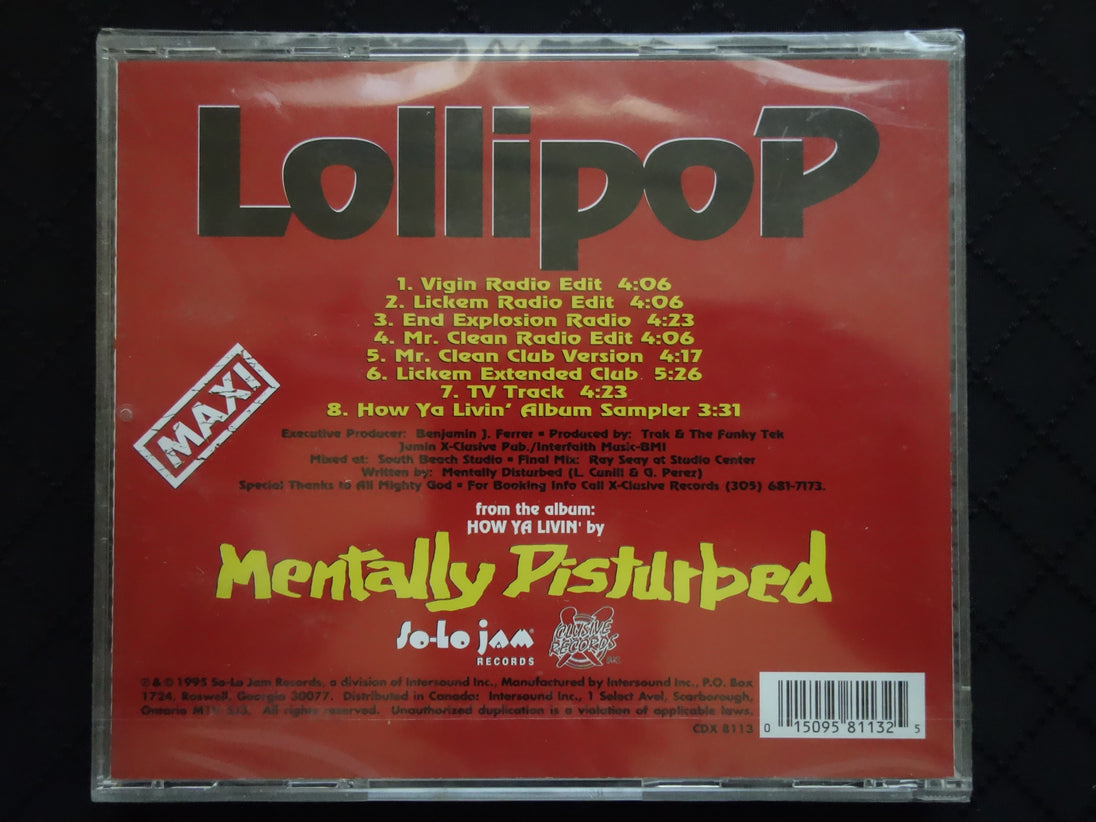 LollipoP
1. Vigin Radio Edit 4:06
2. Lickem Radio Edit 4:06
3. End Explosion Radio 4:23
4. Mr. Clean Radio Edit 4:06
5. Mr. Clean Club Version 4:17
6. Lickem Extended Club 5:26
7. TV Track 4:23
8. How Ya Livin' Album Sampler 3:31
MAXI
Executive Producer: Benjamin J. Ferrer • Produced by: Trak & The Funky Tek
Jumin X-Clusive Pub./Interfaith Music-BMI
Mixed at: South Beach Studio • Final Mix: Ray Seay at Studio Center
Written by: Mentally Disturbed (L. Cunill & G. Perez)
Special Thanks to All Mighty God • For Booking Info Call X-Clusive Records (305) 681-7173.
from the album:
HOW YA LIVIN' by
Mentally Disturbed
So-Lo jam
RECORDS
XCLUSIVE
RECORDS
℗ & © 1995 So-Lo Jam Records, a division of Intersound Inc., Manufactured by Intersound Inc., P.O. Box
1724, Roswell, Georgia 30077. Distributed in Canada: Intersound Inc., 1 Select Ave., Scarborough,
Ontario All rights reserved. Unauthorized duplication is a violation of applicable laws.
CDX 8113
0 15095 81132 5